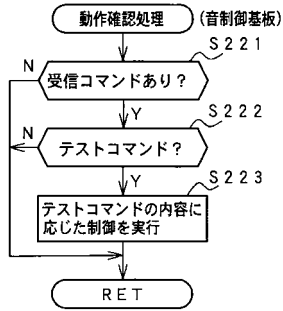 動作確認処理 (音制御基板)
S221
受信コマンドあり？
N
Y
S222
テストコマンド？
N
Y
S223
テストコマンドの内容に
応じた制御を実行
RET